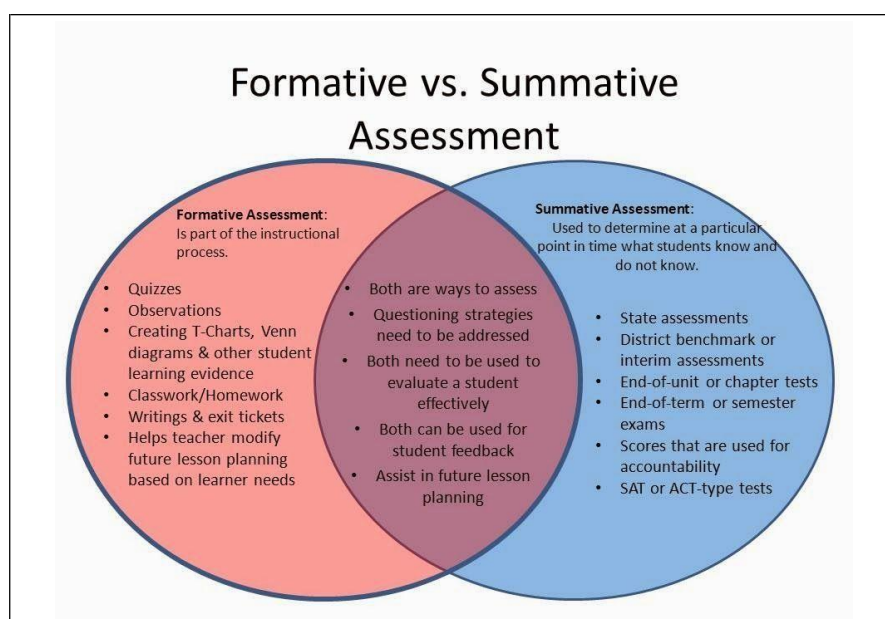 Formative vs. Summative
Assessment
Formative Assessment:
Is part of the instructional
process.
• Quizzes
• Observations
• Creating T-Charts, Venn
diagrams & other student
learning evidence
• Classwork/Homework
• Writings & exit tickets
• Helps teacher modify
future lesson planning
based on learner needs
• Both are ways to assess
• Questioning strategies
need to be addressed
• Both need to be used to
evaluate a student
effectively
• Both can be used for
student feedback
• Assist in future lesson
planning
Summative Assessment:
Used to determine at a particular
point in time what students know and
do not know.
• State assessments
• District benchmark or
interim assessments
• End-of-unit or chapter tests
• End-of-term or semester
exams
• Scores that are used for
accountability
• SAT or ACT-type tests